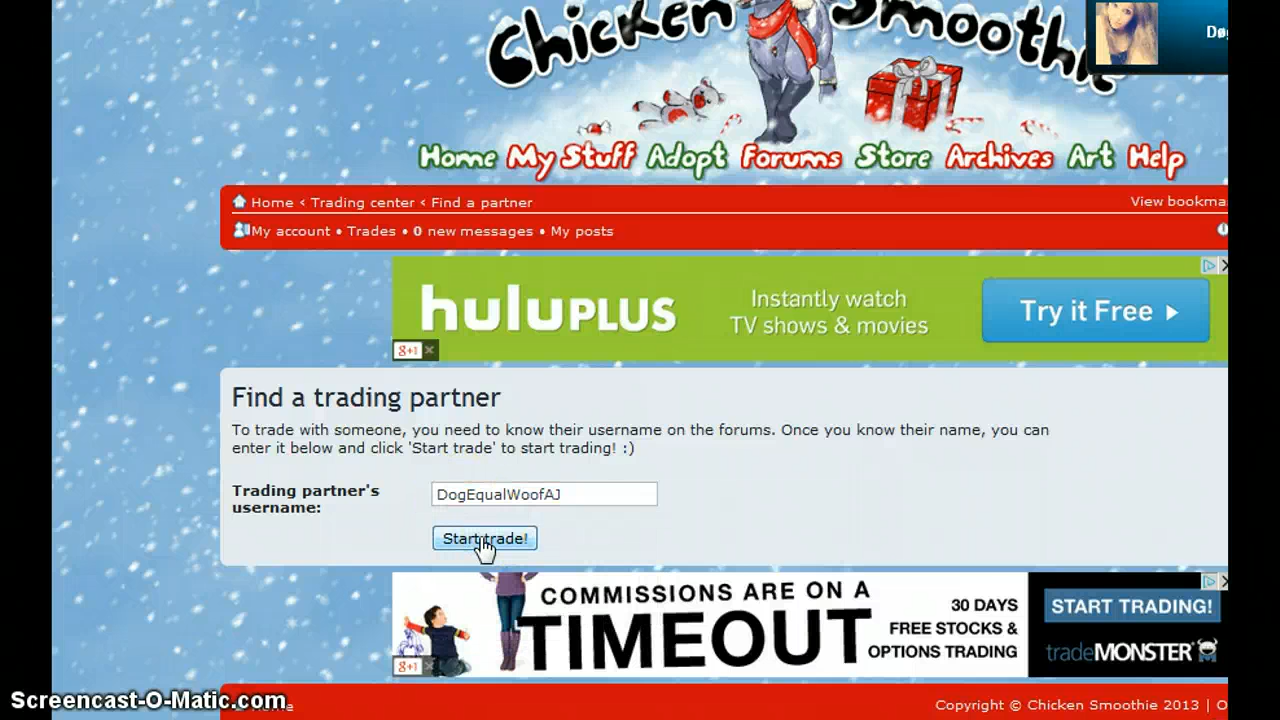 Chicken Smoothie
Home My Stuff Adopt Forums Store Archives Art Help
Home ‹ Trading center ‹ Find a partner
View bookma
My account • Trades • 0 new messages • My posts
huluPLUS
Instantly watch
TV shows & movies
Try it Free
8+1
Find a trading partner
To trade with someone, you need to know their username on the forums. Once you know their name, you can
enter it below and click 'Start trade' to start trading! :)
Trading partner's
username:
DogEqualWoofAJ
Start trade!
COMMISSIONS ARE ON A
TIMEOUT
30 DAYS
FREE STOCKS &
OPTIONS TRADING
START TRADING!
tradeMONSTER
8+1
Screencast-O-Matic.com
Copyright © Chicken Smoothie 2013 | O